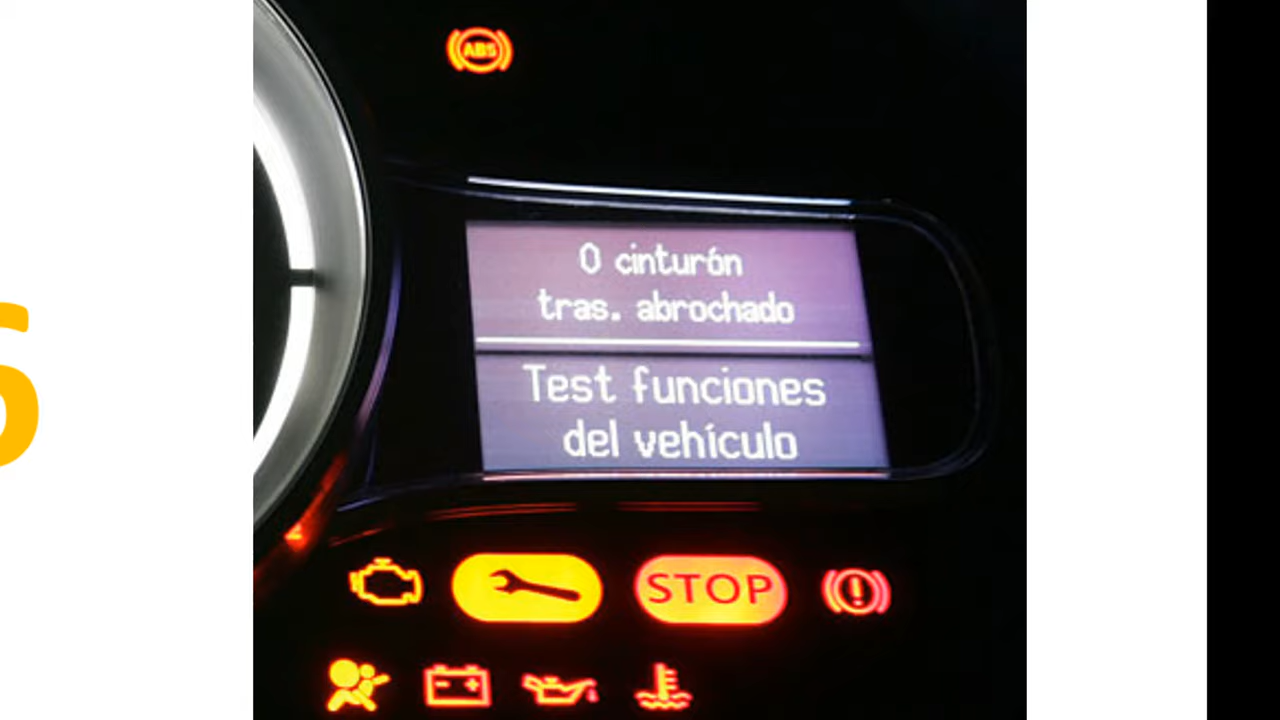 ABS
0 cinturón
tras. abrochado
Test funciones
del vehículo
STOP